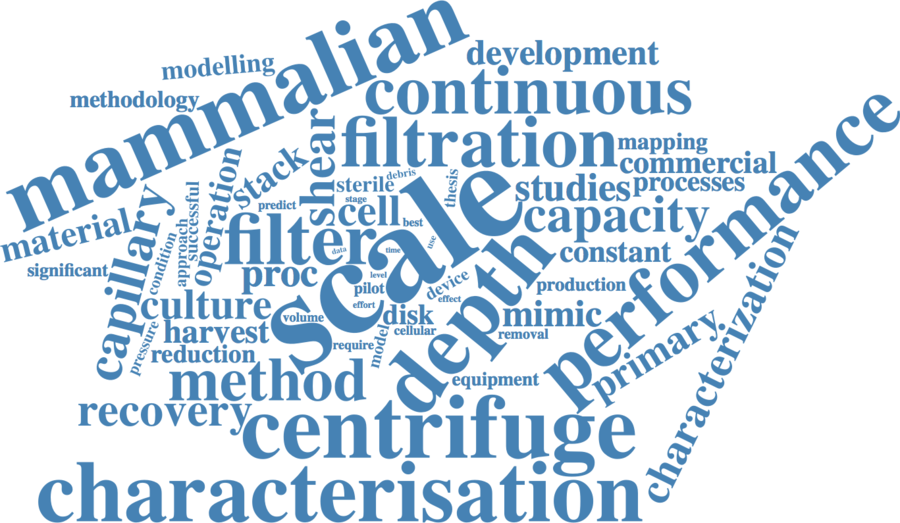 mammalian
development
modelling
continuous
methodology
performance
shear
filtration
mapping
commercial
stack
debris
sterile
thesis
studies
processes
operation
successful
stage
predict
cell
best
capacity
capillary
material
scale
filter
data
time
use
constant
condition
approach
significant
proc
level
device
depth
characterization
pilot
effect
production
culture
effort
volume
disk
mimic
harvest
cellular
removal
pressure
reduction
require
model
primary
method
equipment
recovery
centrifuge
characterisation